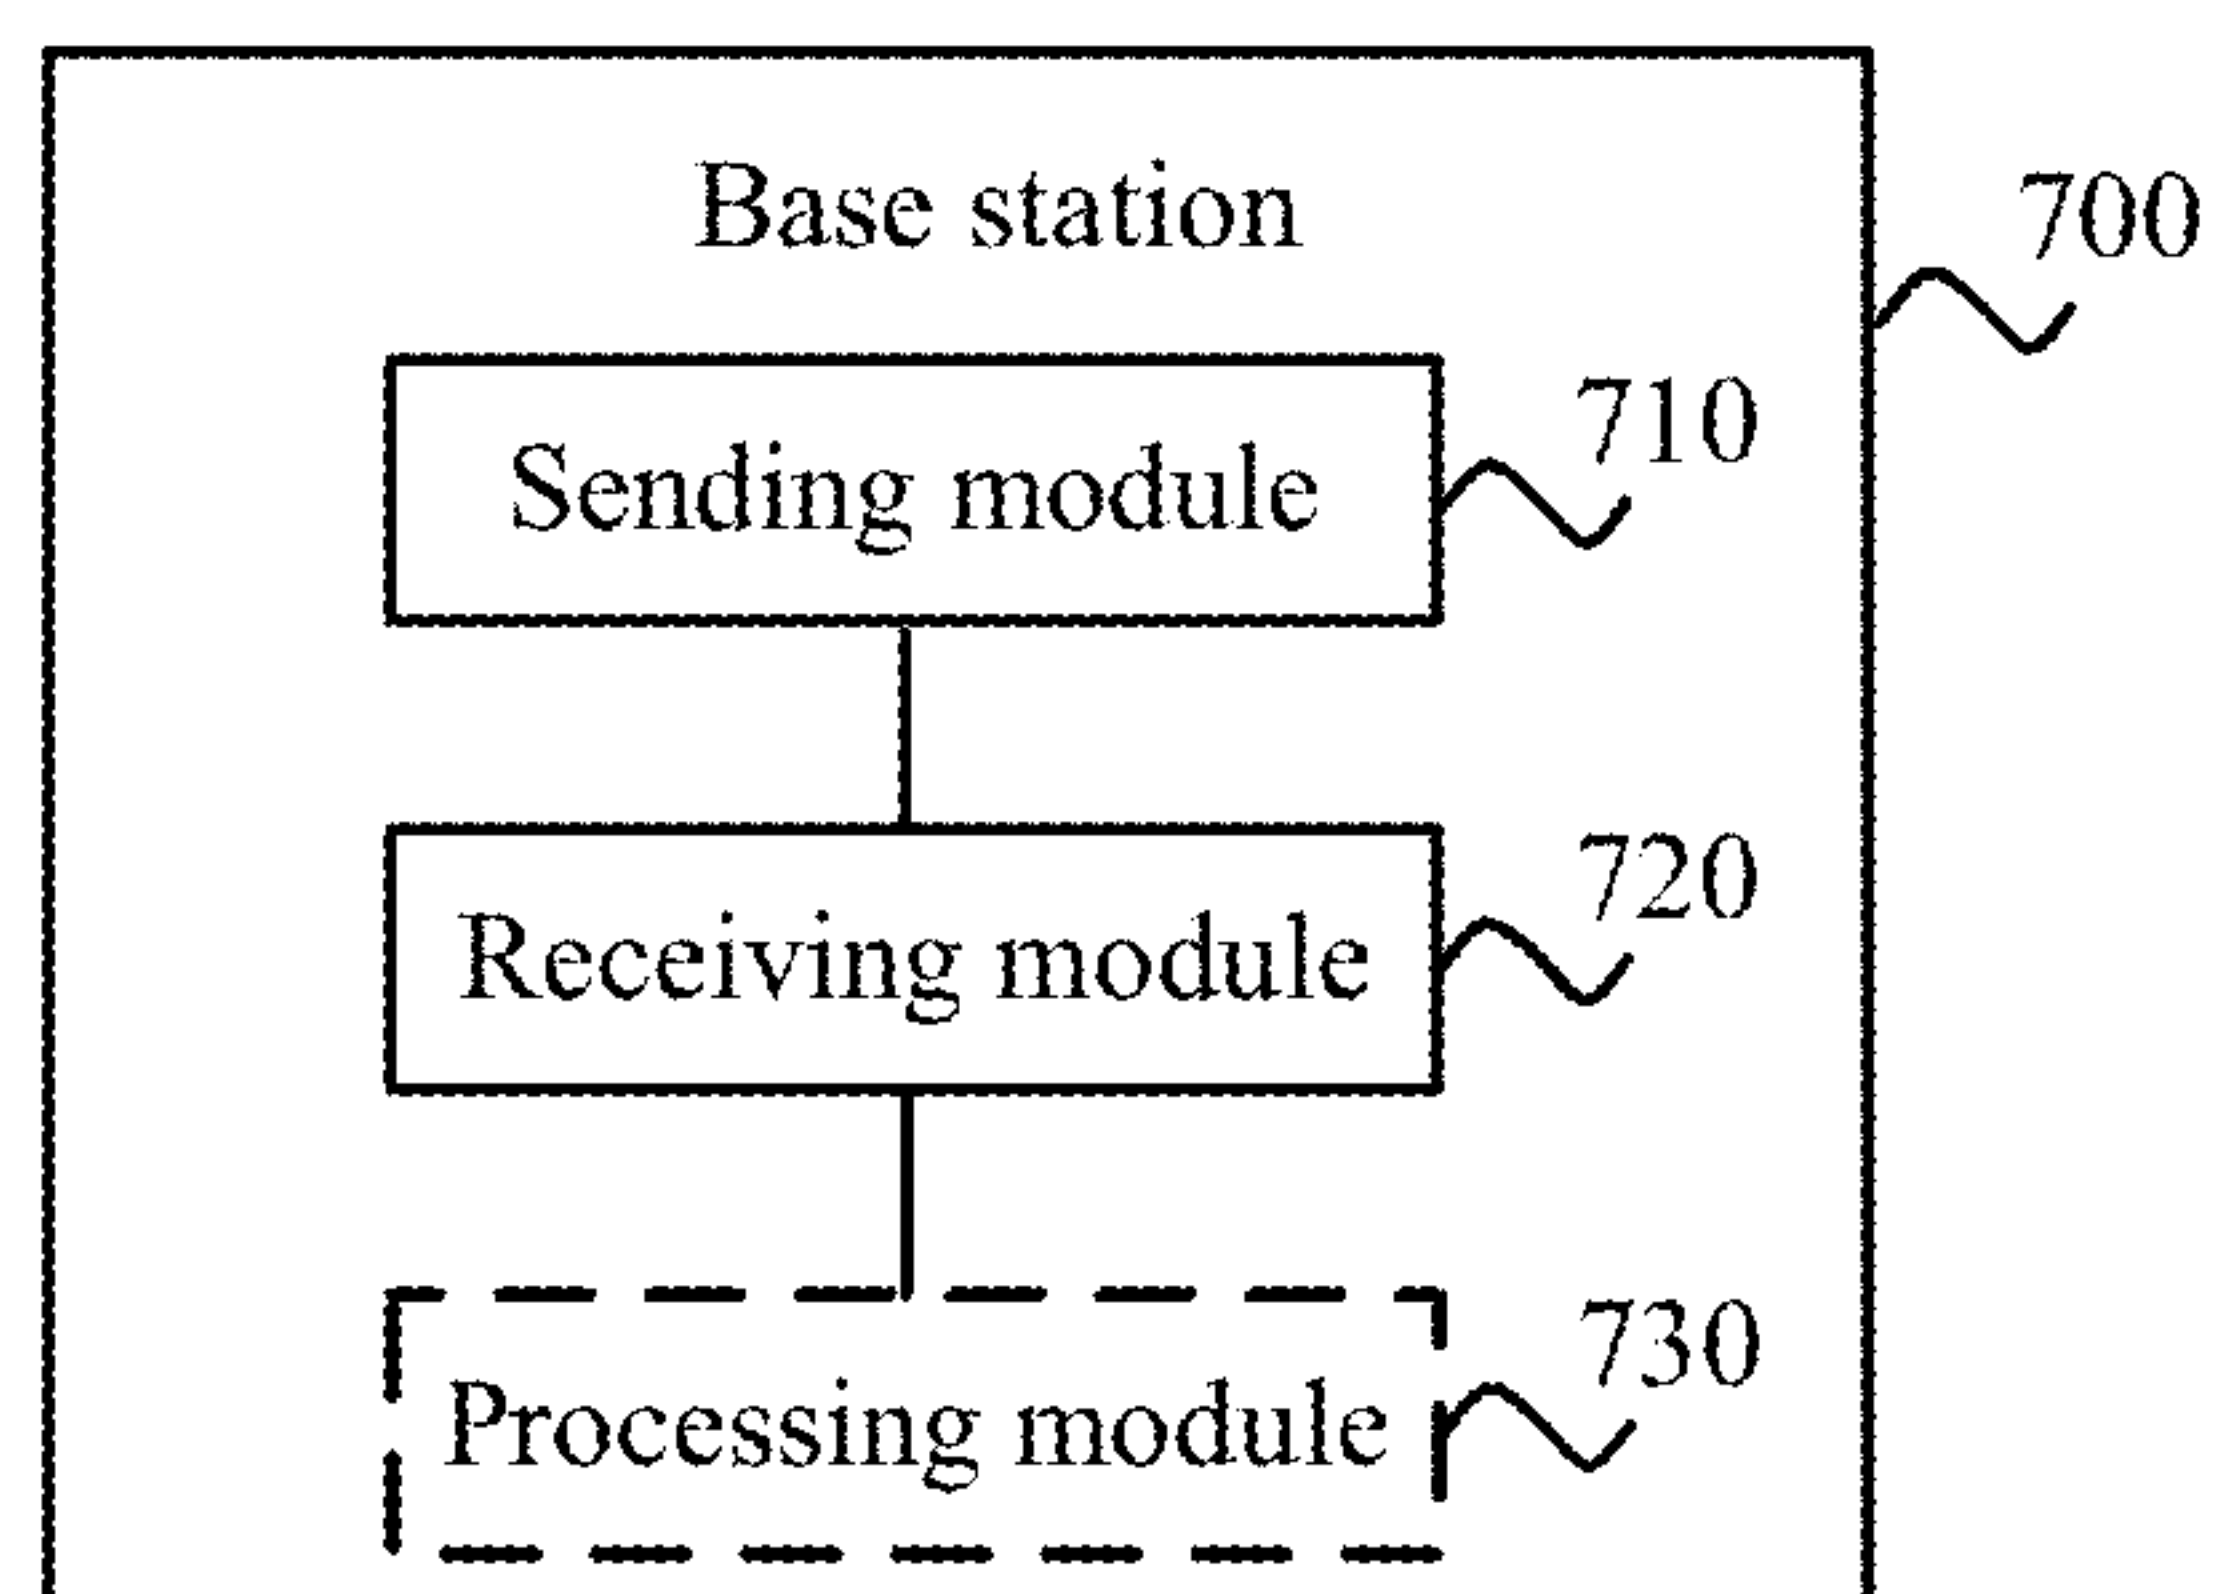 Base station
700
Sending module
710
Receiving module
720
Processing module
730